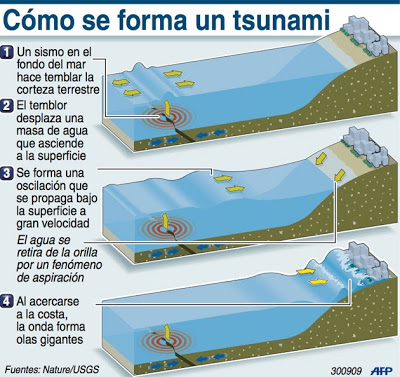 Cómo se forma un tsunami
1 Un sismo en el
fondo del mar
hace temblar la
corteza terrestre
2 El temblor
desplaza una
masa de agua
que asciende
a la superficie
3 Se forma una
oscilación que
se propaga bajo
la superficie a
gran velocidad
El agua se
retira de la orilla
por un fenómeno
de aspiración
4 Al acercarse
a la costa,
la onda forma
olas gigantes
Fuentes: Nature/USGS
300909 AFP